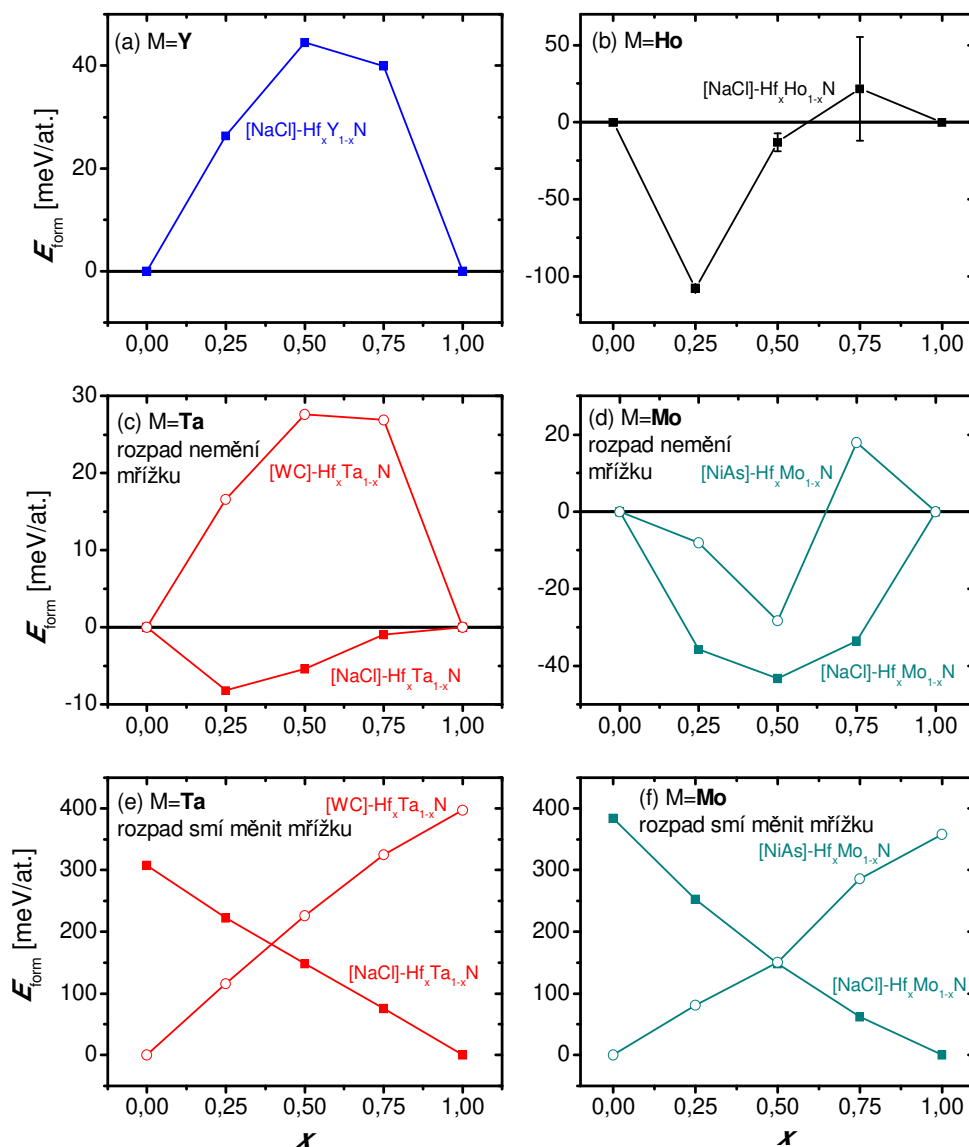 (a) M=Y
[NaCl]-HfxY1-xN
E form [meV/at.]
40
20
0
0,00 0,25 0,50 0,75 1,00
(b) M=Ho
[NaCl]-HfxHo1-xN
50
0
-50
-100
0,00 0,25 0,50 0,75 1,00
(c) M=Ta
rozpad nemění
mřížku
[WC]-HfxTa1-xN
[NaCl]-HfxTa1-xN
E form [meV/at.]
30
20
10
0
-10
0,00 0,25 0,50 0,75 1,00
(d) M=Mo
rozpad nemění
mřížku
[NiAs]-HfxMo1-xN
[NaCl]-HfxMo1-xN
20
0
-20
-40
0,00 0,25 0,50 0,75 1,00
(e) M=Ta
rozpad smí měnit mřížku
[WC]-HfxTa1-xN
[NaCl]-HfxTa1-xN
E form [meV/at.]
400
300
200
100
0
0,00 0,25 0,50 0,75 1,00
x
(f) M=Mo
rozpad smí měnit mřížku
[NiAs]-HfxMo1-xN
[NaCl]-HfxMo1-xN
400
300
200
100
0
0,00 0,25 0,50 0,75 1,00
x